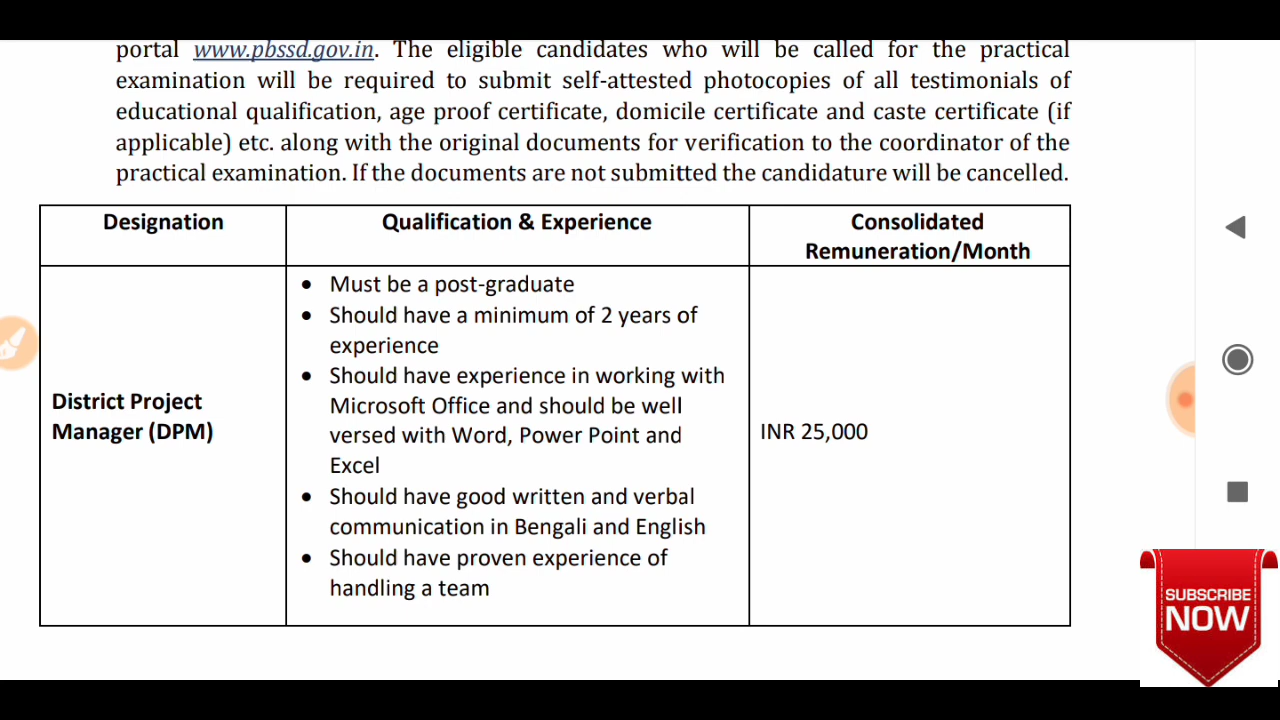 portal www.pbssd.gov.in. The eligible candidates who will be called for the practical
examination will be required to submit self-attested photocopies of all testimonials of
educational qualification, age proof certificate, domicile certificate and caste certificate (if
applicable) etc. along with the original documents for verification to the coordinator of the
practical examination. If the documents are not submitted the candidature will be cancelled.
Designation
Qualification & Experience
Consolidated
Remuneration/Month
District Project
Manager (DPM)
• Must be a post-graduate
• Should have a minimum of 2 years of
experience
• Should have experience in working with
Microsoft Office and should be well
versed with Word, Power Point and
Excel
• Should have good written and verbal
communication in Bengali and English
• Should have proven experience of
handling a team
INR 25,000
SUBSCRIBE
NOW